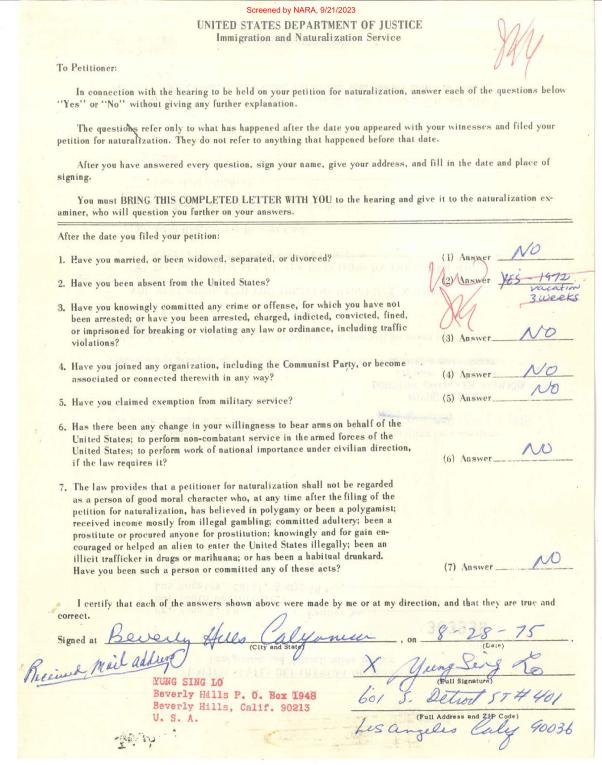 Screened by NARA, 9/21/2023
UNITED STATES DEPARTMENT OF JUSTICE
Immigration and Naturalization Service
To Petitioner:
In connection with the hearing to be held on your petition for naturalization, answer each of the questions below
"Yes" or "No" without giving any further explanation.
The questions refer only to what has happened after the date you appeared with your witnesses and filed your
petition for naturalization. They do not refer to anything that happened before that date.
After you have answered every question, sign your name, give your address, and fill in the date and place of
signing.
You must BRING THIS COMPLETED LETTER WITH YOU to the hearing and give it to the naturalization ex-
aminer, who will question you further on your answers.
After the date you filed your petition:
1. Have you married, or been widowed, separated, or divorced? (1) Answer NO
2. Have you been absent from the United States? (2) Answer YES - 1972
vacation
3 weeks
3. Have you knowingly committed any crime or offense, for which you have not
been arrested; or have you been arrested, charged, indicted, convicted, fined,
or imprisoned for breaking or violating any law or ordinance, including traffic
violations? (3) Answer NO
4. Have you joined any organization, including the Communist Party, or become
associated or connected therewith in any way? (4) Answer NO
5. Have you claimed exemption from military service? (5) Answer NO
6. Has there been any change in your willingness to bear arms on behalf of the
United States; to perform non-combatant service in the armed forces of the
United States; to perform work of national importance under civilian direction,
if the law requires it? (6) Answer NO
7. The law provides that a petitioner for naturalization shall not be regarded
as a person of good moral character who, at any time after the filing of the
petition for naturalization, has believed in polygamy or been a polygamist;
received income mostly from illegal gambling; committed adultery; been a
prostitute or procured anyone for prostitution; knowingly and for gain en-
couraged or helped an alien to enter the United States illegally; been an
illicit trafficker in drugs or marihuana; or has been a habitual drunkard.
Have you been such a person or committed any of these acts? (7) Answer NO
I certify that each of the answers shown above were made by me or at my direction, and that they are true and
correct.
Signed at Beverly Hills , on 8-28-75
(City and State) (Date)
Received, Mail address X Yung Sing Lo
(Full Signature)
YUNG SING LO
Beverly Hills P. O. Box 1948
Beverly Hills, Calif. 90213
U. S. A.
601 S. Detroit ST # 401
(Full Address and ZIP Code)
Los Angeles Calif 90036